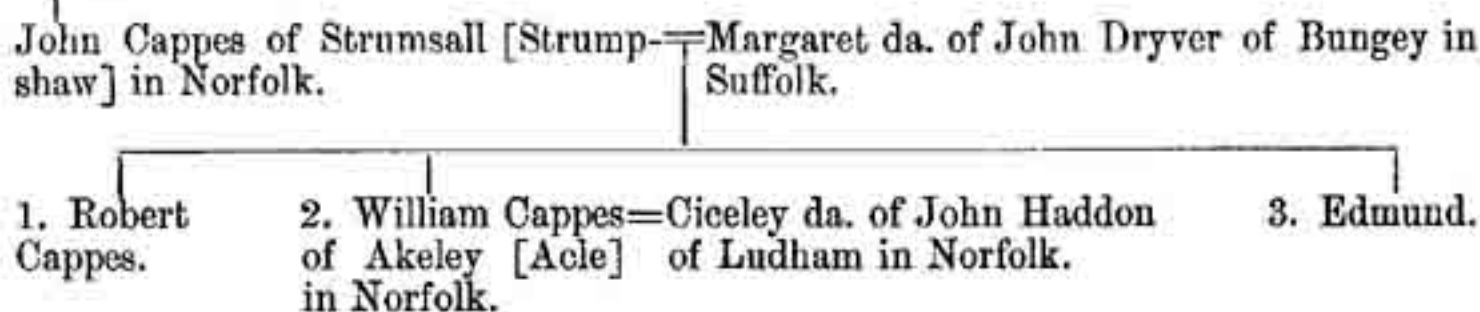 John Cappes of Strumsall [Strump-=Margaret da. of John Dryver of Bungey in
shaw] in Norfolk. Suffolk.
1. Robert 2. William Cappes=Ciceley da. of John Haddon 3. Edmund.
Cappes. of Akeley [Acle] of Ludham in Norfolk.
in Norfolk.